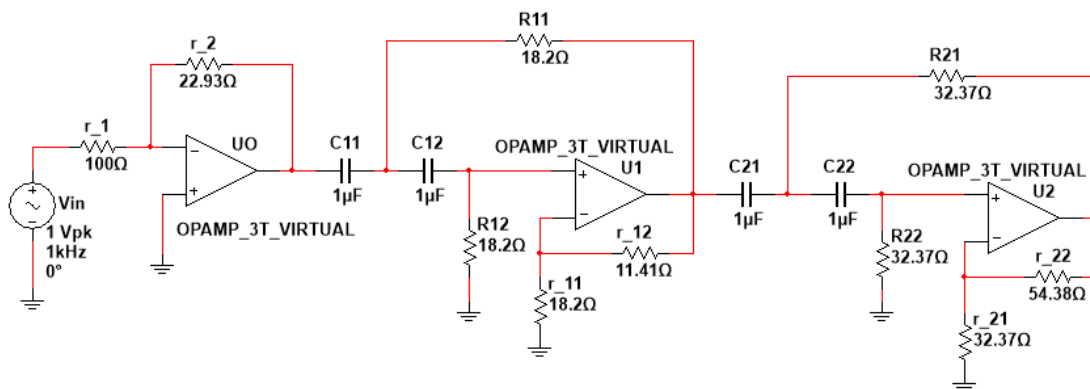 R11
18.2Ω
r_2
22.93Ω
R21
32.37Ω
r_1
100Ω
UO
C11
1µF
C12
1µF
OPAMP_3T_VIRTUAL
U1
C21
1µF
C22
1µF
OPAMP_3T_VIRTUAL
U2
Vin
1 Vpk
1kHz
0°
OPAMP_3T_VIRTUAL
R12
18.2Ω
r_12
11.41Ω
r_11
18.2Ω
R22
32.37Ω
r_22
54.38Ω
r_21
32.37Ω